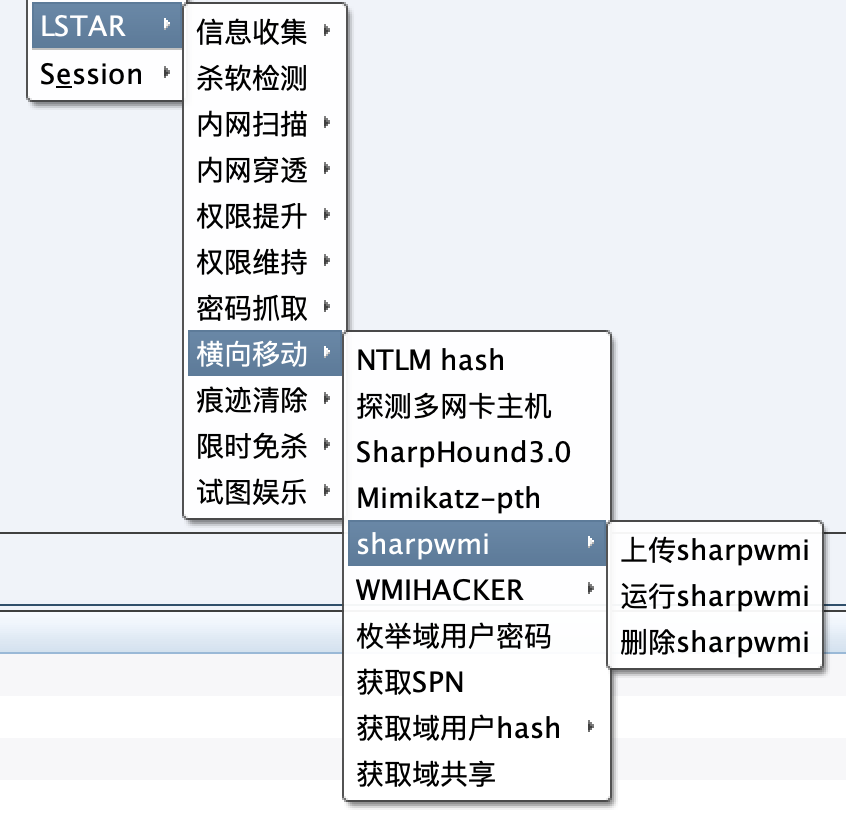 LSTAR
Session
信息收集
杀软检测
内网扫描
内网穿透
权限提升
权限维持
密码抓取
横向移动
痕迹清除
限时免杀
试图娱乐
NTLM hash
探测多网卡主机
SharpHound3.0
Mimikatz-pth
sharpwmi
WMIHACKER
枚举域用户密码
获取SPN
获取域用户hash
获取域共享
上传sharpwmi
运行sharpwmi
删除sharpwmi